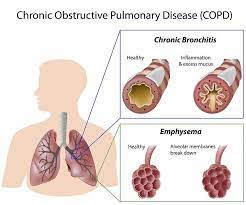 Chronic Obstructive Pulmonary Disease (COPD)
Chronic Bronchitis
Healthy
Inflammation
& excess mucus
Emphysema
Healthy
Alveolar membranes
break down